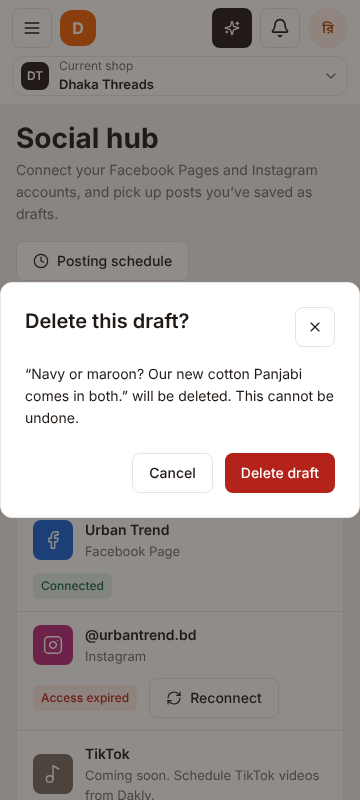 D
রি
DT
Current shop
Dhaka Threads
Social hub
Connect your Facebook Pages and Instagram
accounts, and pick up posts you’ve saved as
drafts.
Posting schedule
Delete this draft?
“Navy or maroon? Our new cotton Panjabi
comes in both.” will be deleted. This cannot be
undone.
Cancel
Delete draft
Urban Trend
Facebook Page
Connected
@urbantrend.bd
Instagram
Access expired
Reconnect
TikTok
Coming soon. Schedule TikTok videos
from Dakly.